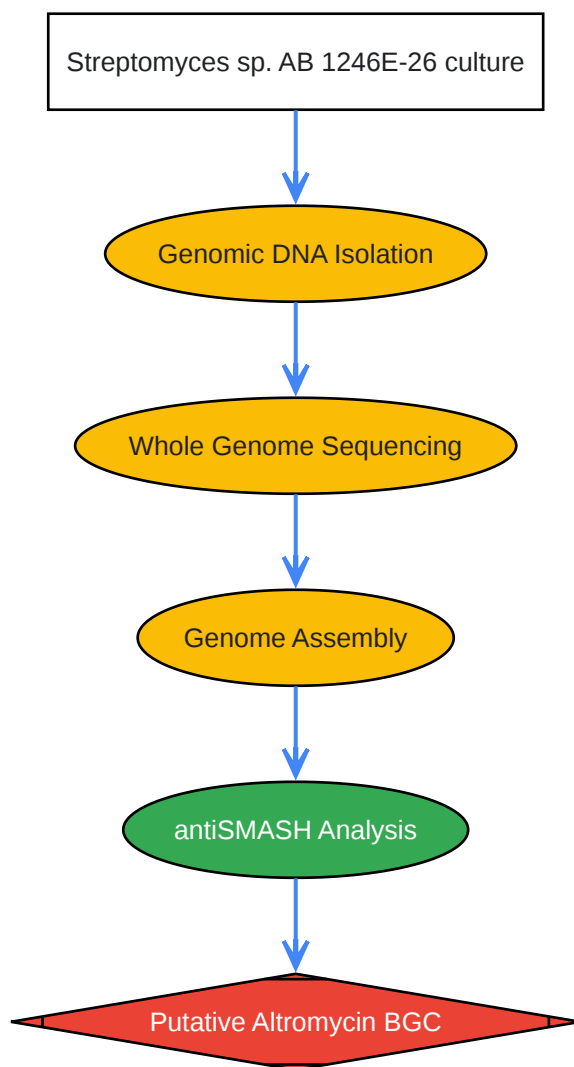 Streptomyces sp. AB 1246E-26 culture
Genomic DNA Isolation
Whole Genome Sequencing
Genome Assembly
antiSMASH Analysis
Putative Altromycin BGC